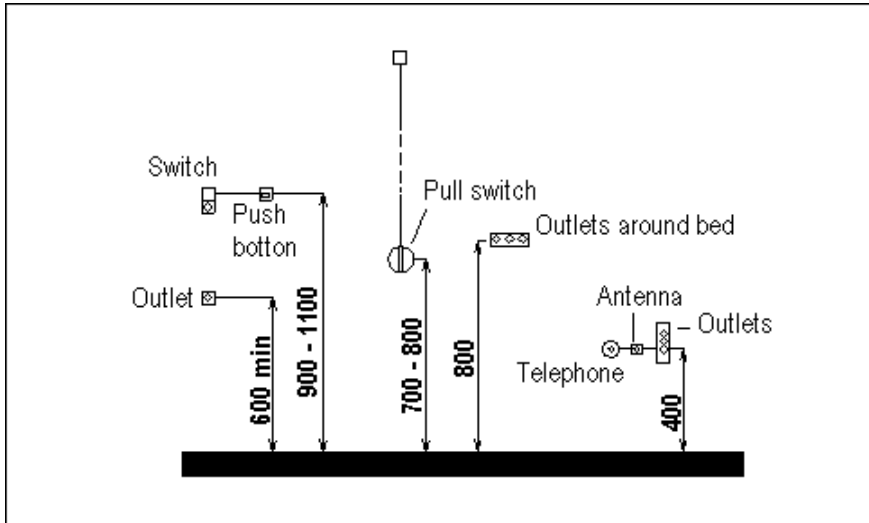 Switch
Push
botton
Pull switch
Outlets around bed
Outlet
Antenna
Outlets
Telephone
600 min
900 - 1100
700 - 800
800
400